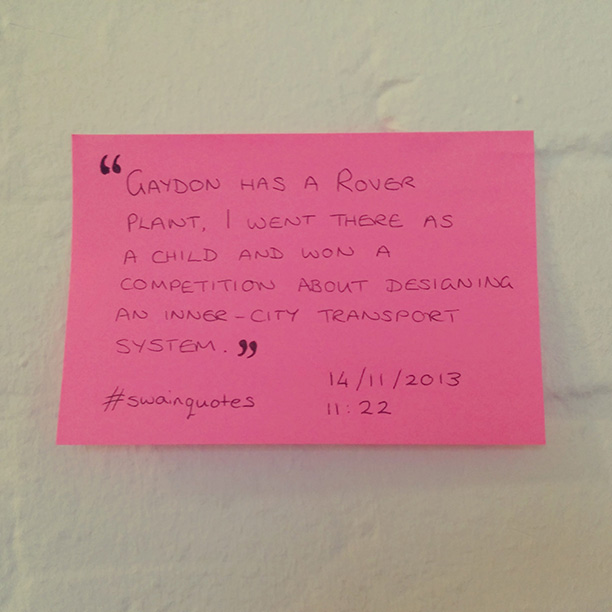 “GAYDON HAS A ROVER
PLANT, I WENT THERE AS
A CHILD AND WON A
COMPETITION ABOUT DESIGNING
AN INNER-CITY TRANSPORT
SYSTEM.”
#swainquotes
14/11/2013
11:22